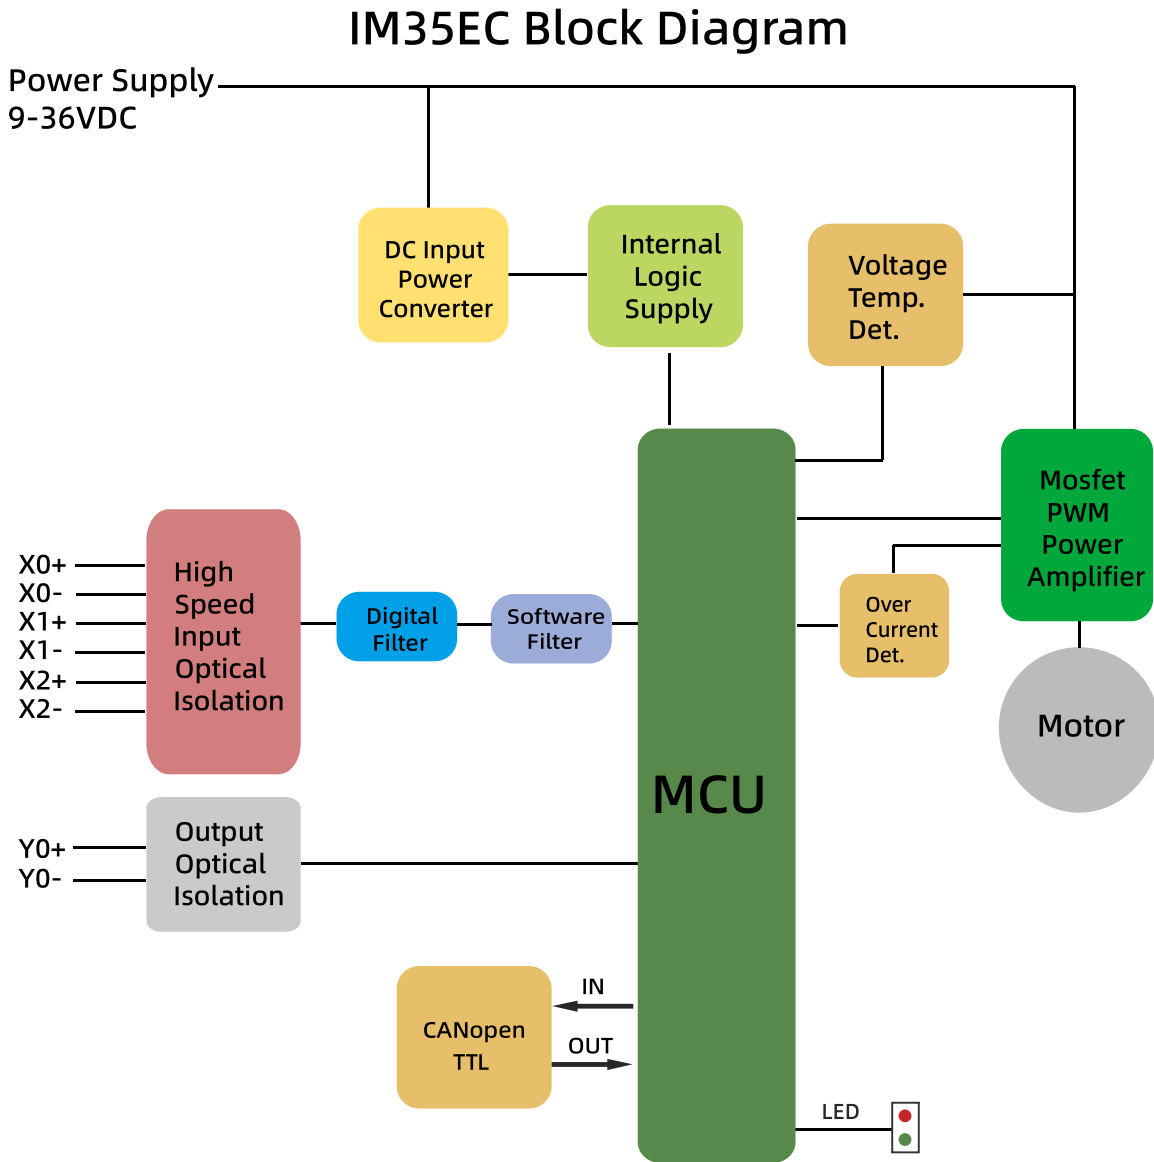 IM35EC Block Diagram
Power Supply
9-36VDC
DC Input
Power
Converter
Internal
Logic
Supply
Voltage
Temp.
Det.
Mosfet
PWM
Power
Amplifier
X0+
X0-
X1+
X1-
X2+
X2-
High
Speed
Input
Optical
Isolation
Digital
Filter
Software
Filter
Over
Current
Det.
Motor
MCU
Y0+
Y0-
Output
Optical
Isolation
CANopen
TTL
IN
OUT
LED